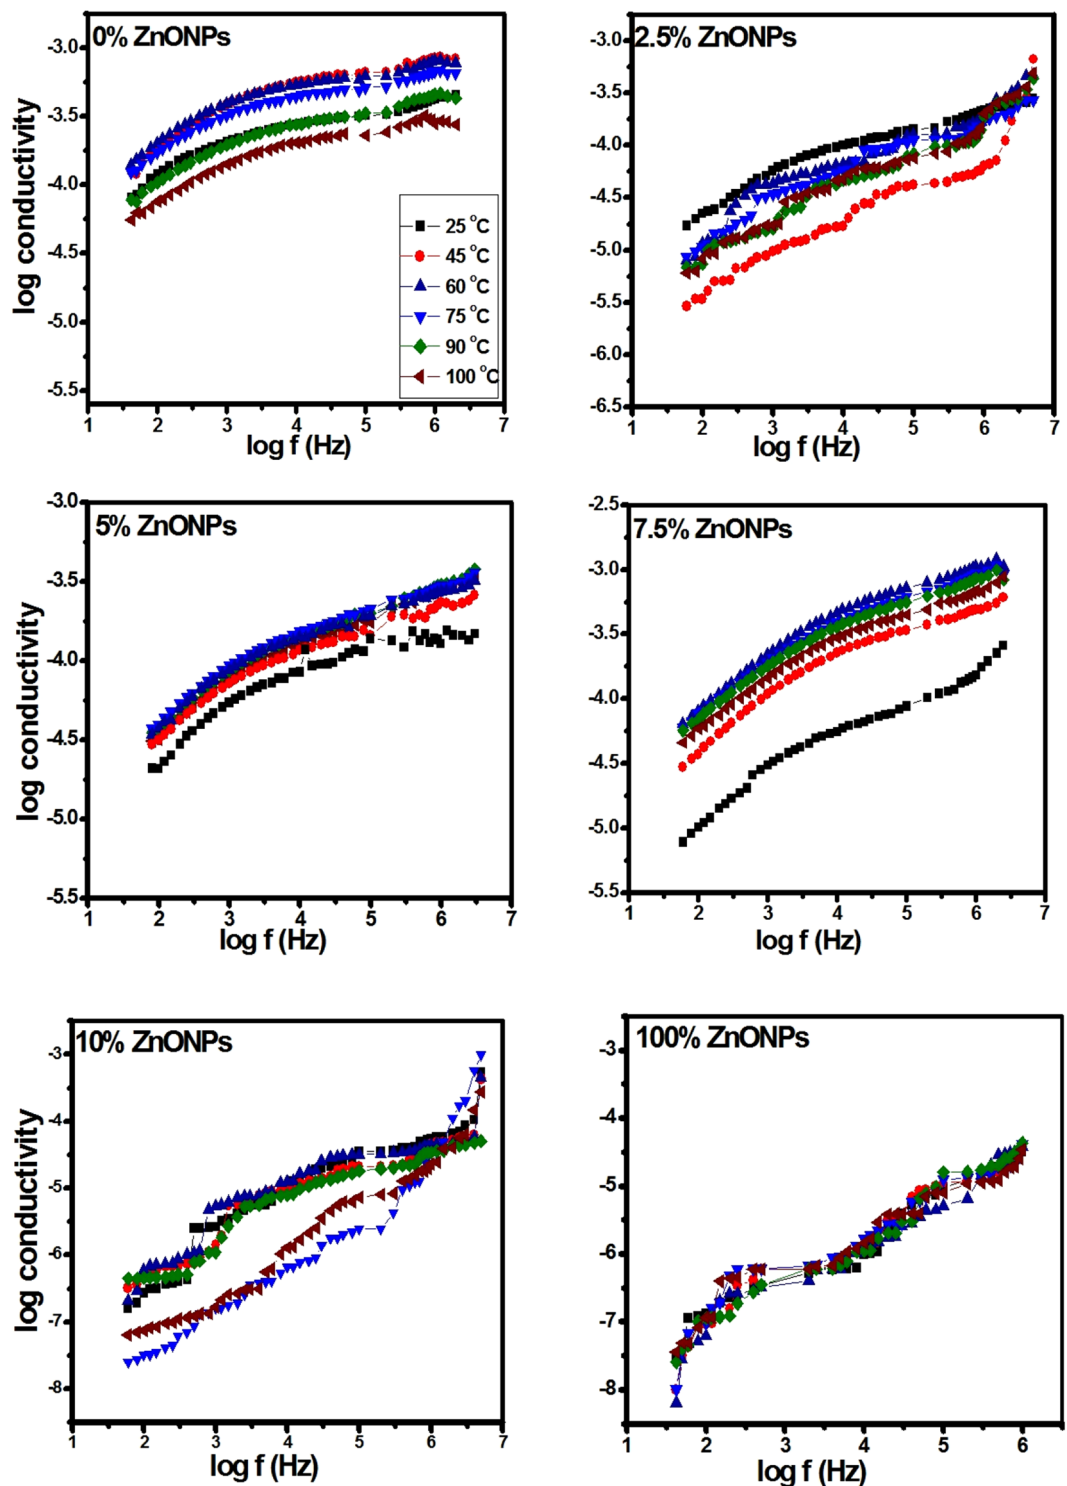 0% ZnONPs
-3.0
-3.5
-4.0
-4.5
-5.0
-5.5
log conductivity
25 °C
45 °C
60 °C
75 °C
90 °C
100 °C
1 2 3 4 5 6 7
log f (Hz)
2.5% ZnONPs
-3.0
-3.5
-4.0
-4.5
-5.0
-5.5
-6.0
-6.5
1 2 3 4 5 6 7
log f (Hz)
5% ZnONPs
-3.0
-3.5
-4.0
-4.5
-5.0
-5.5
log conductivity
1 2 3 4 5 6 7
log f (Hz)
7.5% ZnONPs
-2.5
-3.0
-3.5
-4.0
-4.5
-5.0
-5.5
1 2 3 4 5 6 7
log f (Hz)
10% ZnONPs
-3
-4
-5
-6
-7
-8
log conductivity
1 2 3 4 5 6 7
log f (Hz)
100% ZnONPs
-3
-4
-5
-6
-7
-8
1 2 3 4 5 6
log f (Hz)